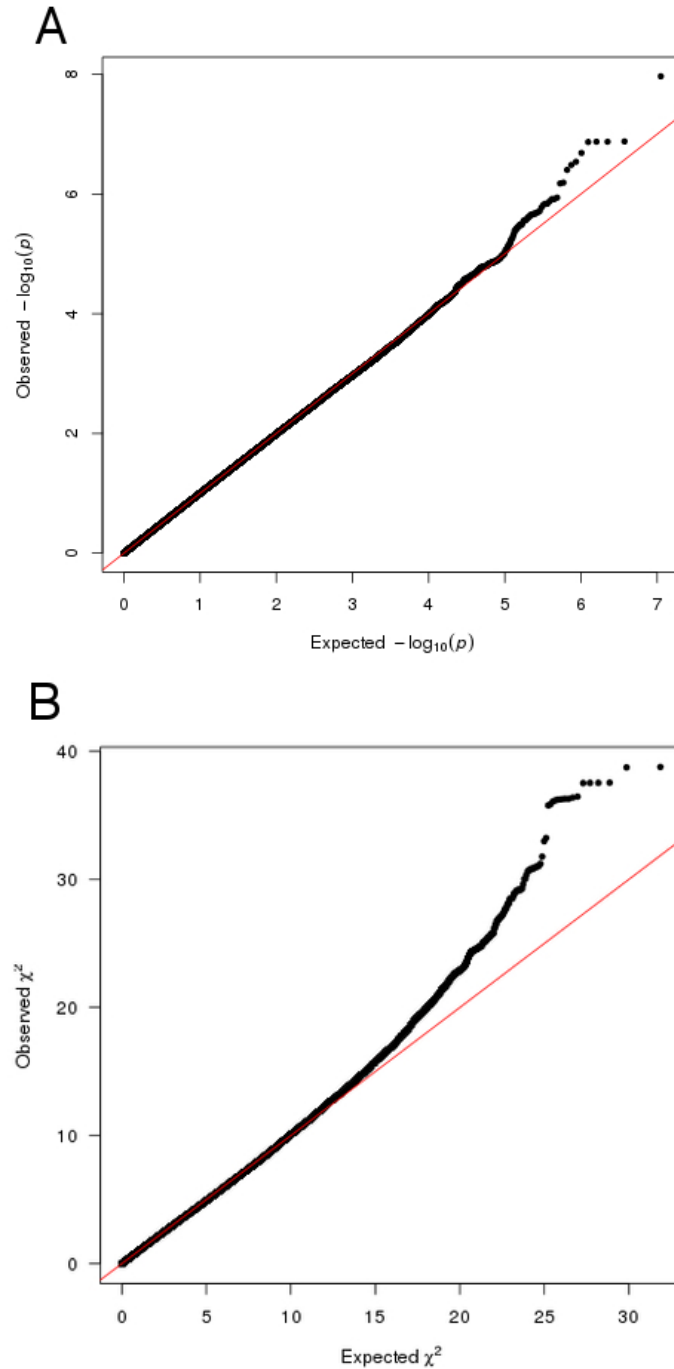 A
8
6
4
2
0
Observed −log₁₀(p)
0 1 2 3 4 5 6 7
Expected −log₁₀(p)
B
40
30
20
10
0
Observed χ²
0 5 10 15 20 25 30
Expected χ²